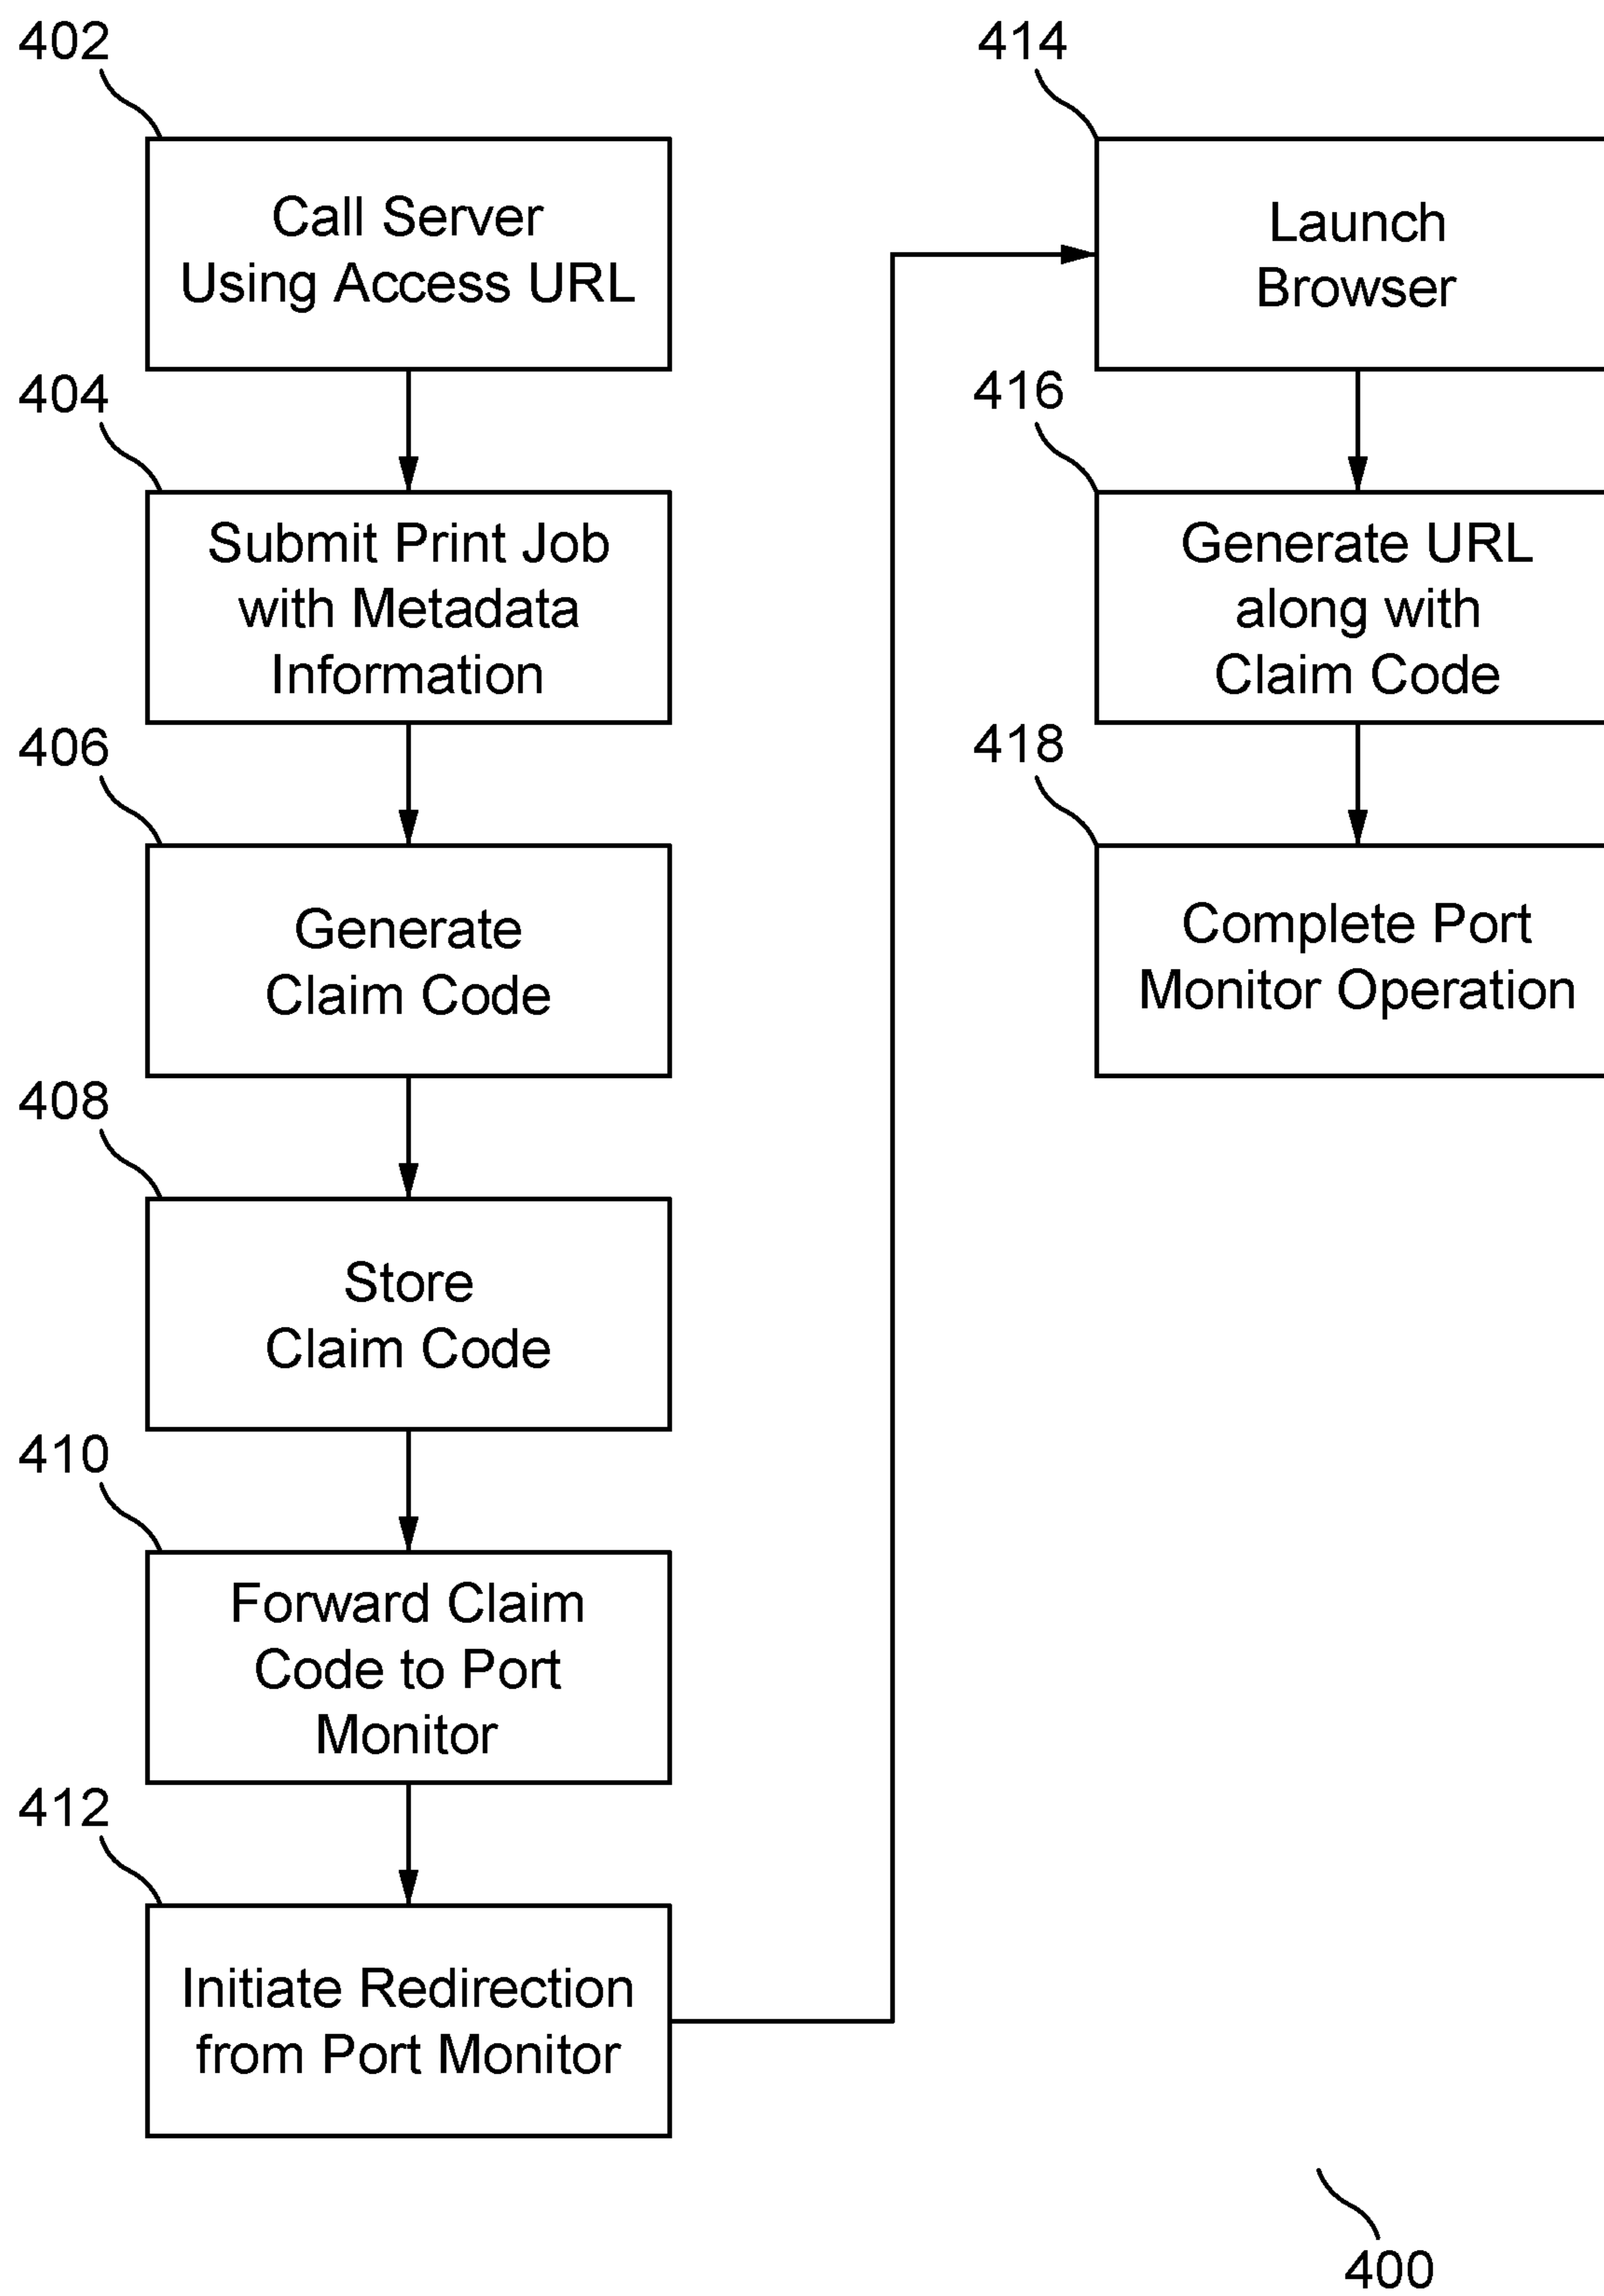 402
Call Server
Using Access URL
404
Submit Print Job
with Metadata
Information
406
Generate
Claim Code
408
Store
Claim Code
410
Forward Claim
Code to Port
Monitor
412
Initiate Redirection
from Port Monitor
414
Launch
Browser
416
Generate URL
along with
Claim Code
418
Complete Port
Monitor Operation
400